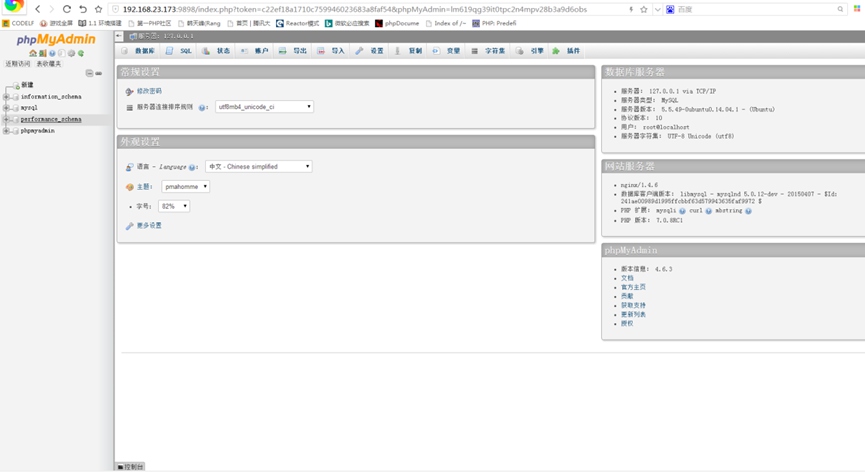 192.168.23.173:9898/index.php?token=c22ef18a1710c759946023683a8faf54&phpMyAdmin=lm619qg39it0tpc2n4mpv28b3a9d6obs
百度
CODELF 游戏全屏 1.1 环境搭建 第一PHP社区 韩天峰(Rang 首页 | 腾讯大 Reactor模式 微软必应搜索 phpDocume Index of /~ PHP: Predefi
phpMyAdmin
近期访问 表收藏夹
新建
information_schema
mysql
performance_schema
phpmyadmin
服务器: 127.0.0.1
数据库 SQL 状态 账户 导出 导入 设置 复制 变量 字符集 引擎 插件
常规设置
修改密码
服务器连接排序规则 : utf8mb4_unicode_ci
外观设置
语言 - Language : 中文 - Chinese simplified
主题: pmahomme
字号: 82%
更多设置
数据库服务器
服务器: 127.0.0.1 via TCP/IP
服务器类型: MySQL
服务器版本: 5.5.49-0ubuntu0.14.04.1 - (Ubuntu)
协议版本: 10
用户: root@localhost
服务器字符集: UTF-8 Unicode (utf8)
网站服务器
nginx/1.4.6
数据库客户端版本: libmysql - mysqlnd 5.0.12-dev - 20150407 - $Id:
241ae00989d1995ffcbbf63d579943635faf9972 $
PHP 扩展: mysqli curl mbstring
PHP 版本: 7.0.8RC1
phpMyAdmin
版本信息: 4.6.3
文档
官方主页
贡献
获取支持
更新列表
授权
控制台